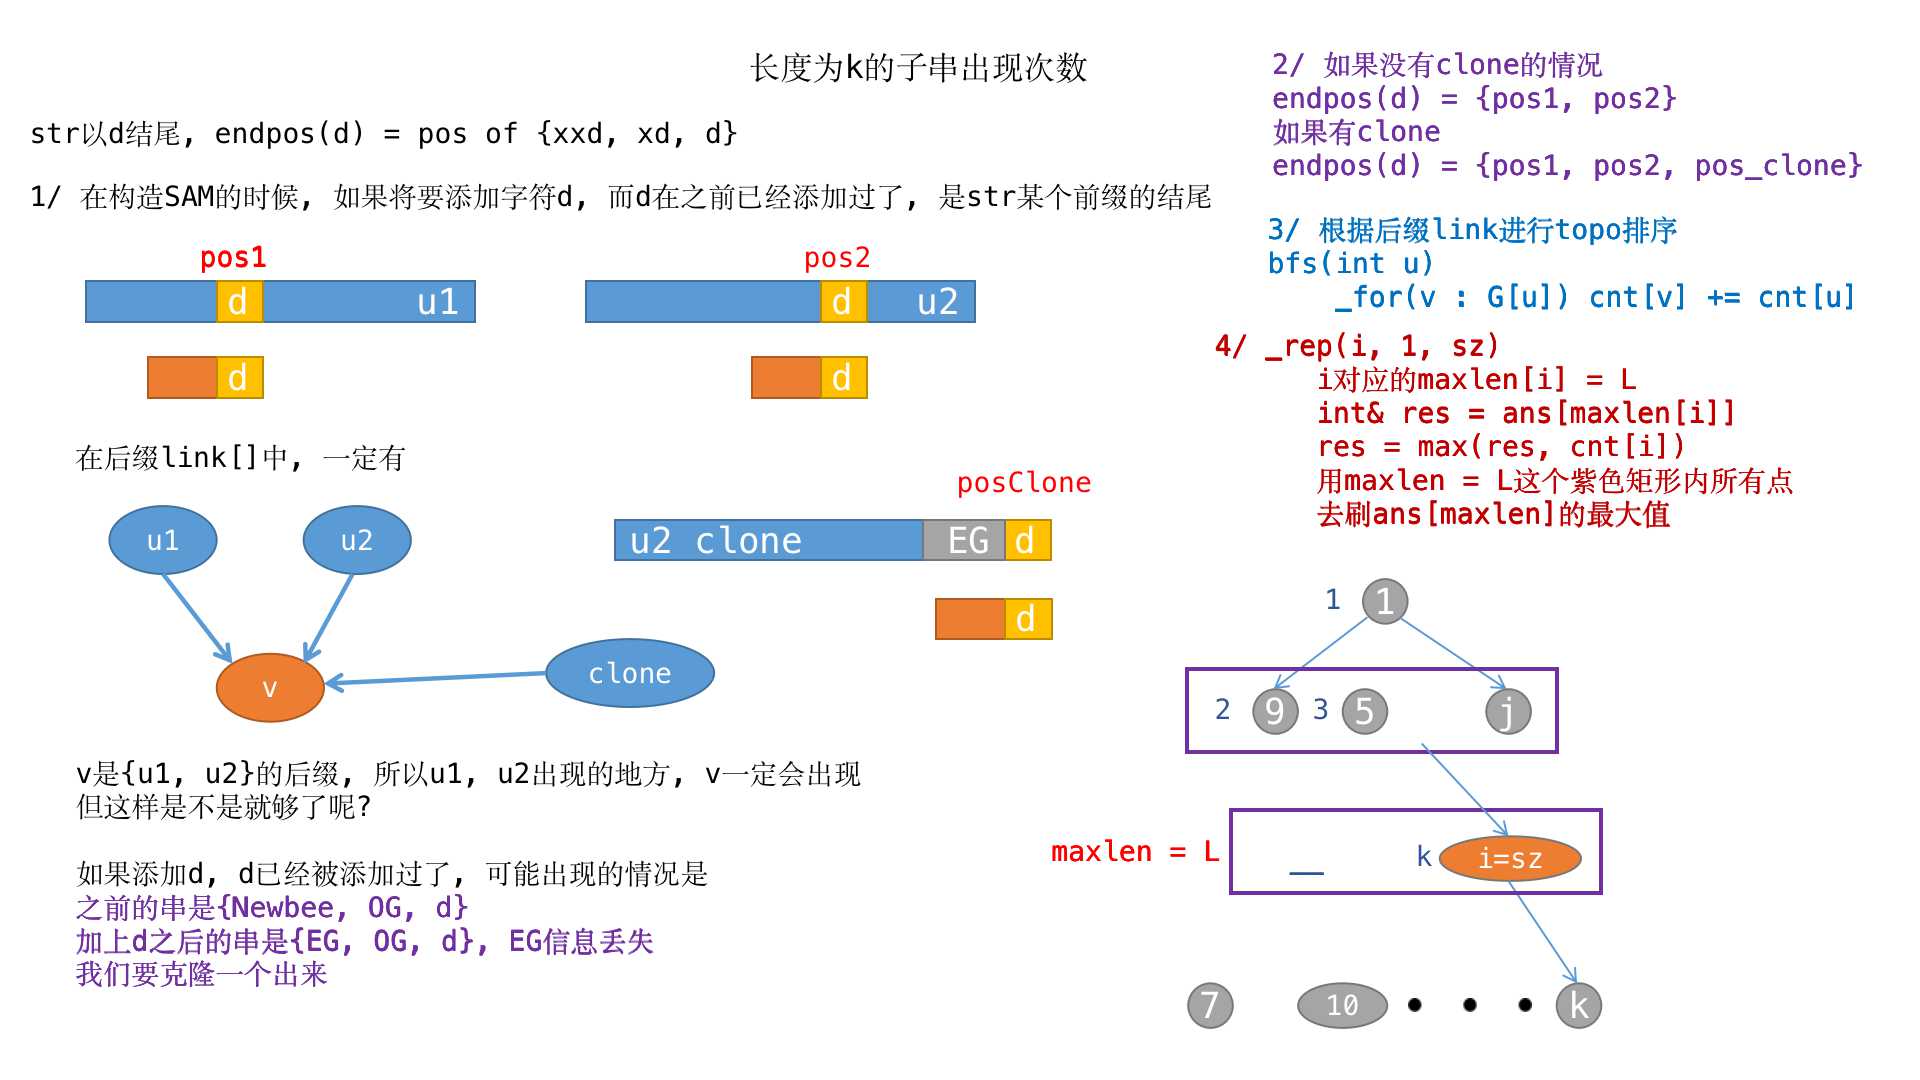 长度为k的子串出现次数
str以d结尾, endpos(d) = pos of {xxd, xd, d}
1/ 在构造SAM的时候, 如果将要添加字符d, 而d在之前已经添加过了, 是str某个前缀的结尾
pos1
d
u1
d
pos2
d
u2
d
在后缀link[]中, 一定有
u1
u2
v
clone
posClone
u2 clone
EG
d
d
v是{u1, u2}的后缀, 所以u1, u2出现的地方, v一定会出现
但这样是不是就够了呢?
如果添加d, d已经被添加过了, 可能出现的情况是
之前的串是{Newbee, OG, d}
加上d之后的串是{EG, OG, d}, EG信息丢失
我们要克隆一个出来
2/ 如果没有clone的情况
endpos(d) = {pos1, pos2}
如果有clone
endpos(d) = {pos1, pos2, pos_clone}
3/ 根据后缀link进行topo排序
bfs(int u)
_for(v : G[u]) cnt[v] += cnt[u]
4/ _rep(i, 1, sz)
i对应的maxlen[i] = L
int& res = ans[maxlen[i]]
res = max(res, cnt[i])
用maxlen = L这个紫色矩形内所有点
去刷ans[maxlen]的最大值
1 1
2 9 3 5 j
maxlen = L
__ k i=sz
7 10 • • • k